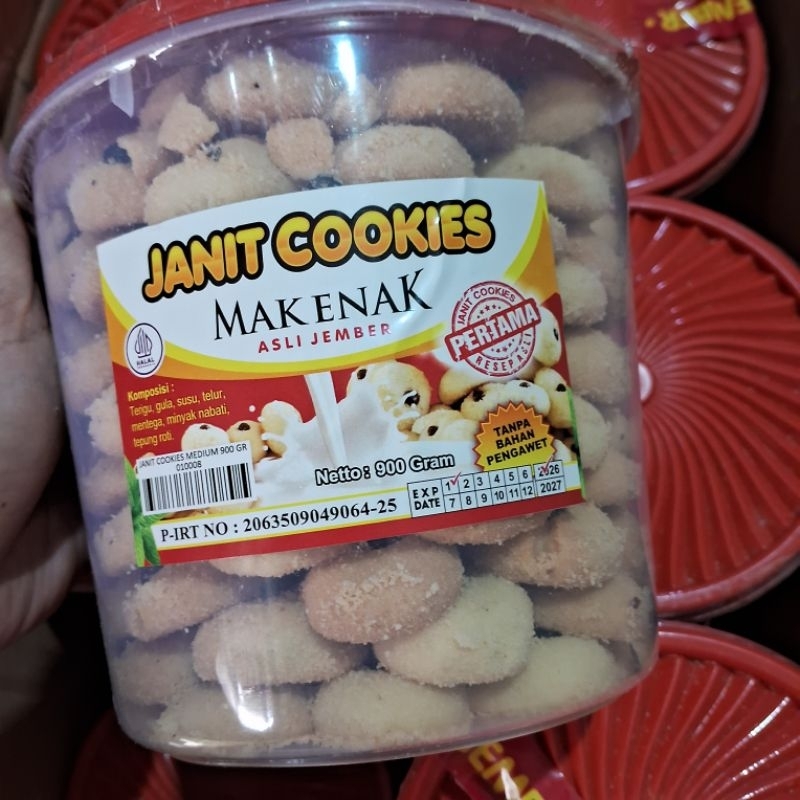 JANIT COOKIES
MAK ENAK
ASLI JEMBER
JANIT COOKIES
PERTAMA
RESEP ASLI
HALAL
Komposisi :
Terigu, gula, susu, telur,
mentega, minyak nabati,
tepung roti.
TANPA
BAHAN
PENGAWET
JANIT COOKIES MEDIUM 900 GR
010008
Netto : 900 Gram
EXP DATE
1 2 3 4 5 6 2026
7 8 9 10 11 12 2027
P-IRT NO : 2063509049064-25